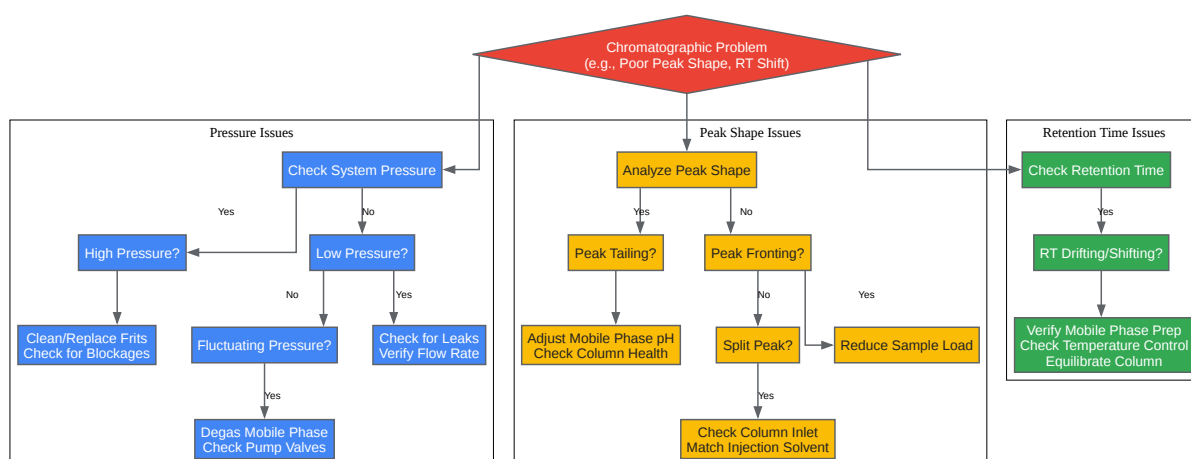 Chromatographic Problem
(e.g., Poor Peak Shape, RT Shift)
Pressure Issues
Check System Pressure
Yes
No
High Pressure?
Low Pressure?
No
Yes
Clean/Replace Frits
Check for Blockages
Fluctuating Pressure?
Check for Leaks
Verify Flow Rate
Yes
Degas Mobile Phase
Check Pump Valves
Peak Shape Issues
Analyze Peak Shape
Yes
No
Peak Tailing?
Peak Fronting?
No
Yes
Adjust Mobile Phase pH
Check Column Health
Split Peak?
Reduce Sample Load
Yes
Check Column Inlet
Match Injection Solvent
Retention Time Issues
Check Retention Time
Yes
RT Drifting/Shifting?
Verify Mobile Phase Prep
Check Temperature Control
Equilibrate Column